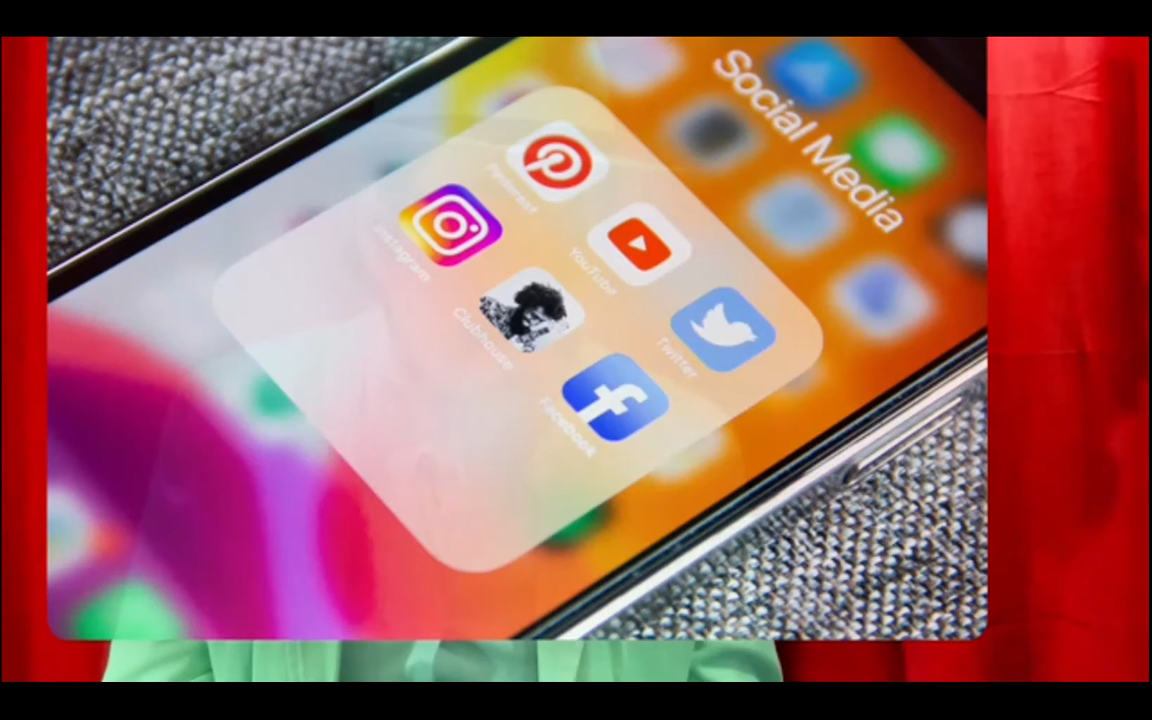 Social Media
Pinterest
YouTube
Twitter
Instagram
Clubhouse
Facebook